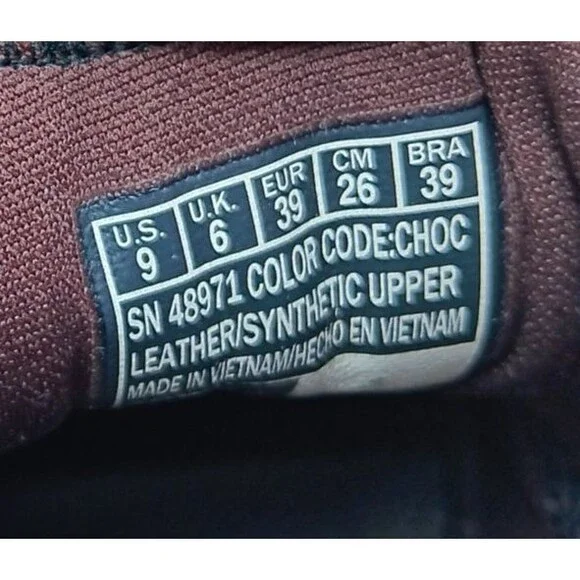 U.S. U.K. EUR CM BRA
9 6 39 26 39
SN 48971 COLOR CODE:CHOC
LEATHER/SYNTHETIC UPPER
MADE IN VIETNAM/HECHO EN VIETNAM